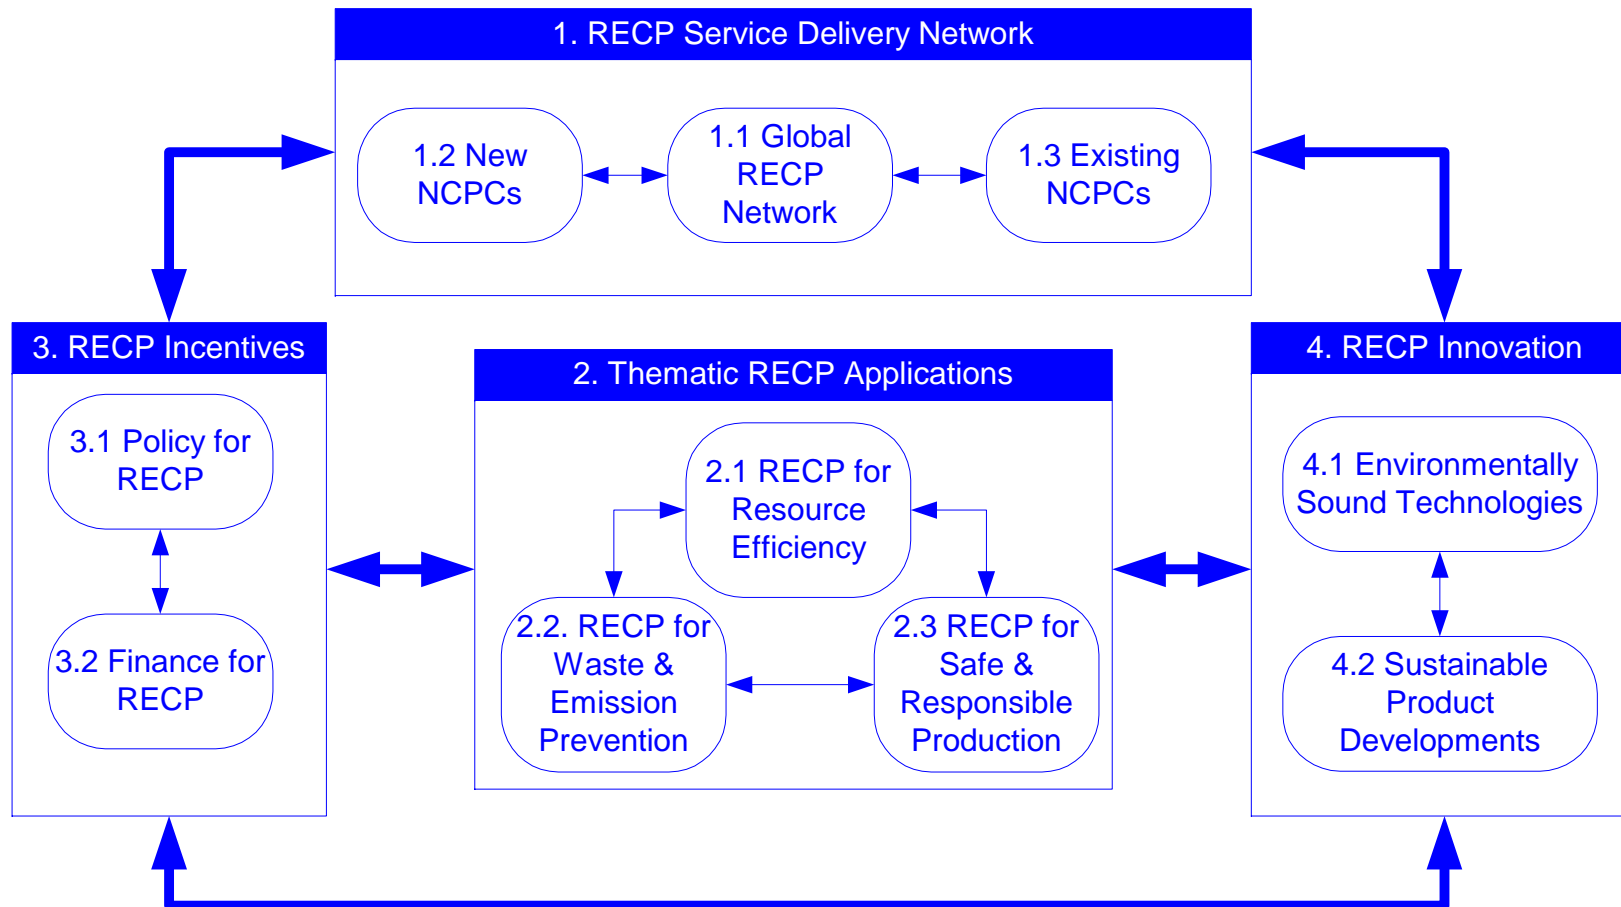 1. RECP Service Delivery Network
1.2 New
NCPCs
1.1 Global
RECP
Network
1.3 Existing
NCPCs
3. RECP Incentives
3.1 Policy for
RECP
3.2 Finance for
RECP
2. Thematic RECP Applications
2.1 RECP for
Resource
Efficiency
2.2. RECP for
Waste &
Emission
Prevention
2.3 RECP for
Safe &
Responsible
Production
4. RECP Innovation
4.1 Environmentally
Sound Technologies
4.2 Sustainable
Product
Developments